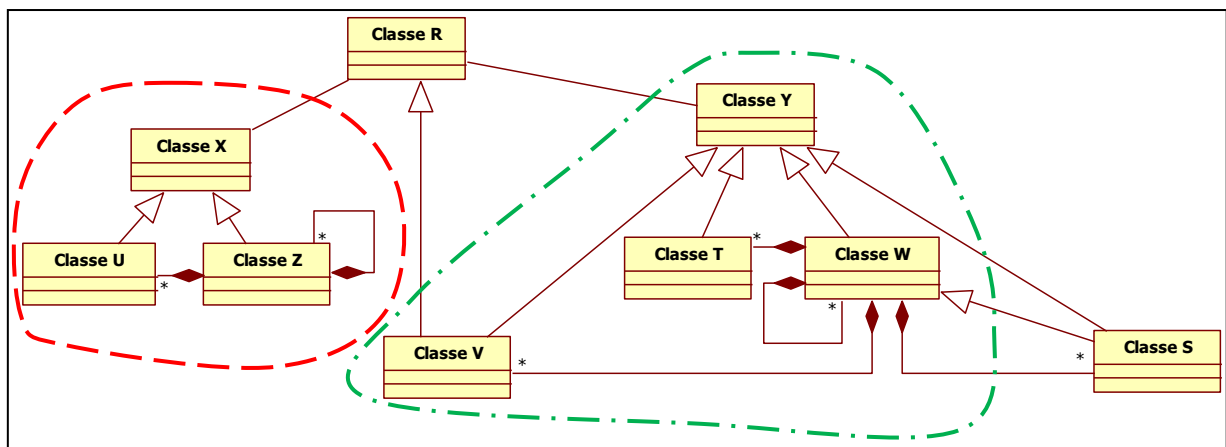 Classe R
Classe Y
Classe X
Classe U
*
Classe Z
*
Classe T
*
Classe W
*
Classe V
*
*
Classe S